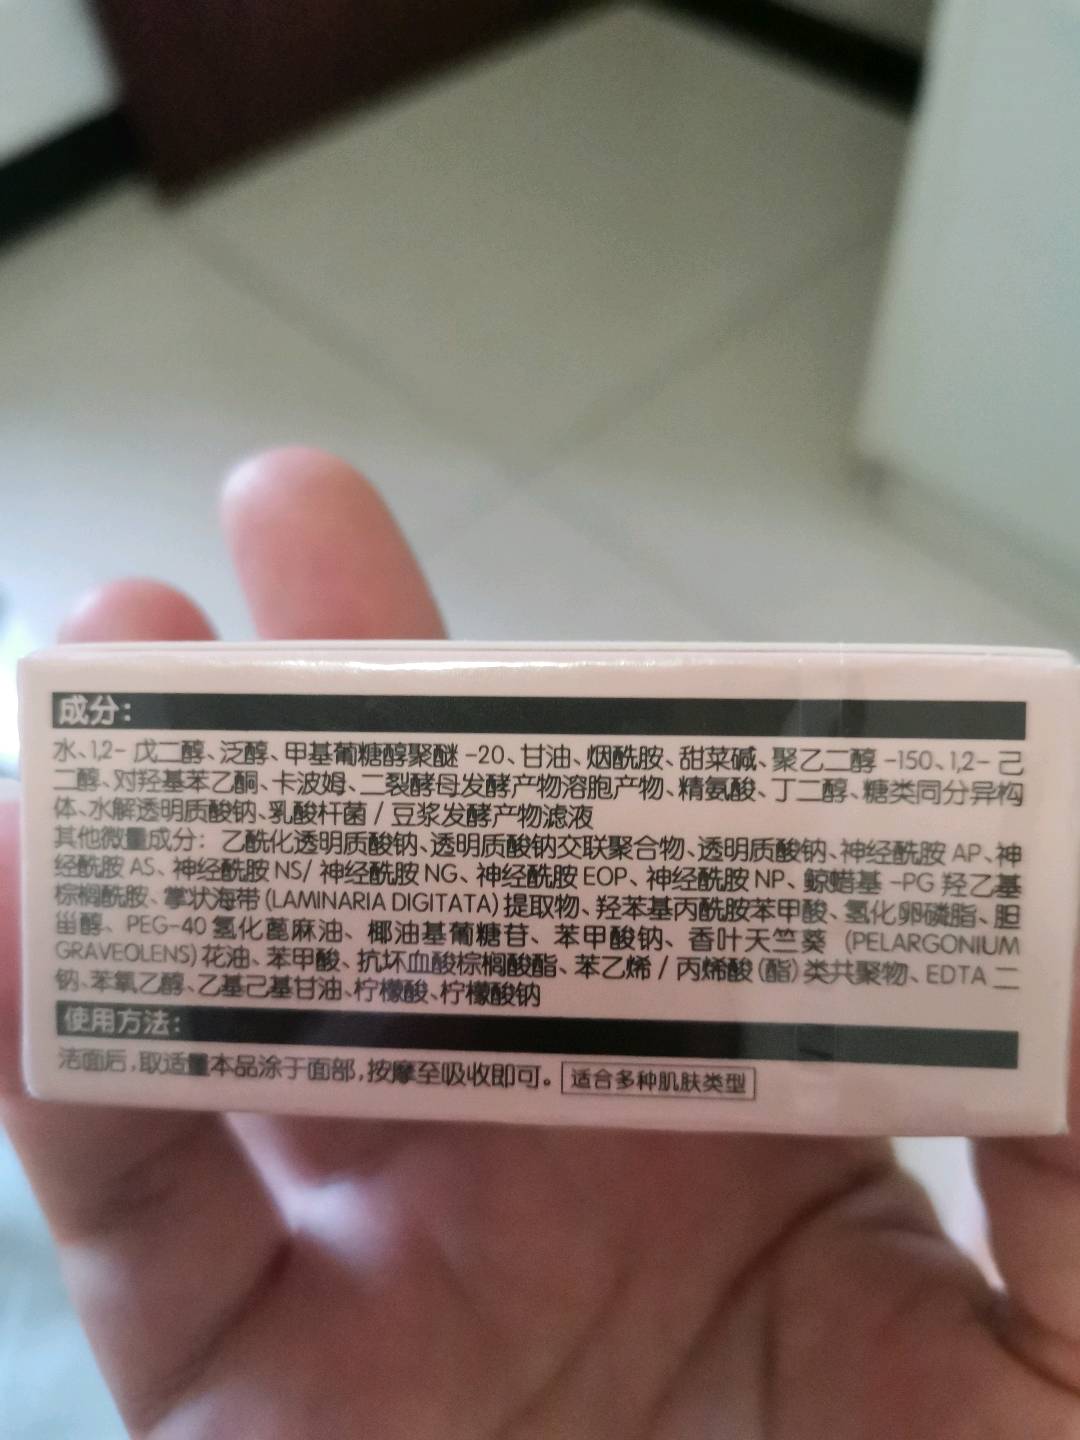 成分：
水、1,2-戊二醇、泛醇、甲基葡糖醇聚醚-20、甘油、烟酰胺、甜菜碱、聚乙二醇-150、1,2-己
二醇、对羟基苯乙酮、卡波姆、二裂酵母发酵产物溶胞产物、精氨酸、丁二醇、糖类同分异构
体、水解透明质酸钠、乳酸杆菌/豆浆发酵产物滤液
其他微量成分：乙酰化透明质酸钠、透明质酸钠交联聚合物、透明质酸钠、神经酰胺AP、神
经酰胺AS、神经酰胺NS/神经酰胺NG、神经酰胺EOP、神经酰胺NP、鲸蜡基-PG羟乙基
棕榈酰胺、掌状海带(LAMINARIA DIGITATA)提取物、羟苯基丙酰胺苯甲酸、氢化卵磷脂、胆
甾醇、PEG-40氢化蓖麻油、椰油基葡糖苷、苯甲酸钠、香叶天竺葵(PELARGONIUM
GRAVEOLENS)花油、苯甲酸、抗坏血酸棕榈酸酯、苯乙烯/丙烯酸(酯)类共聚物、EDTA二
钠、苯氧乙醇、乙基己基甘油、柠檬酸、柠檬酸钠
使用方法：
洁面后，取适量本品涂于面部，按摩至吸收即可。 适合多种肌肤类型